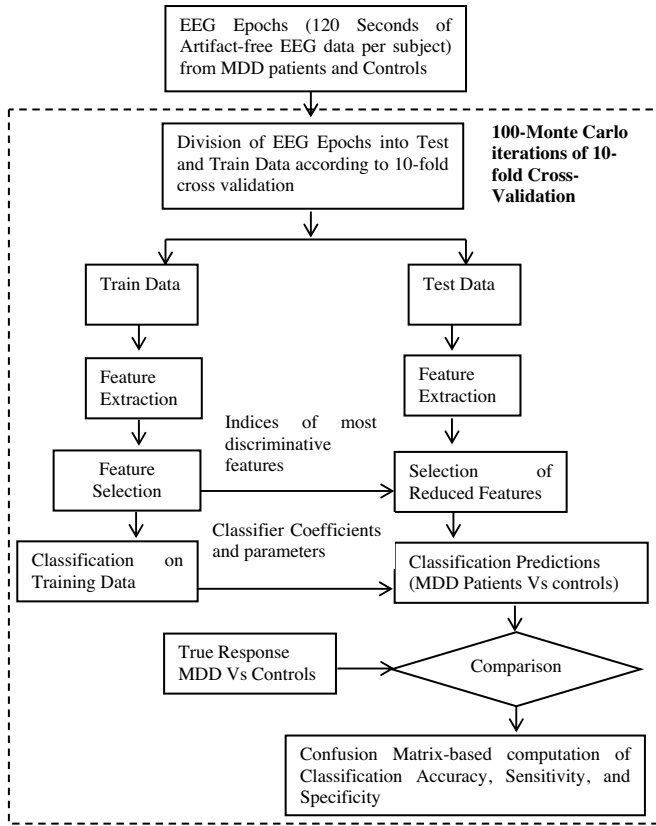 EEG Epochs (120 Seconds of
Artifact-free EEG data per subject)
from MDD patients and Controls
Division of EEG Epochs into Test
and Train Data according to 10-fold
cross validation
100-Monte Carlo
iterations of 10-
fold Cross-
Validation
Train Data
Test Data
Feature
Extraction
Feature
Extraction
Indices of most
discriminative
features
Feature
Selection
Selection of
Reduced Features
Classifier Coefficients
and parameters
Classification on
Training Data
Classification Predictions
(MDD Patients Vs controls)
True Response
MDD Vs Controls
Comparison
Confusion Matrix-based computation of
Classification Accuracy, Sensitivity, and
Specificity